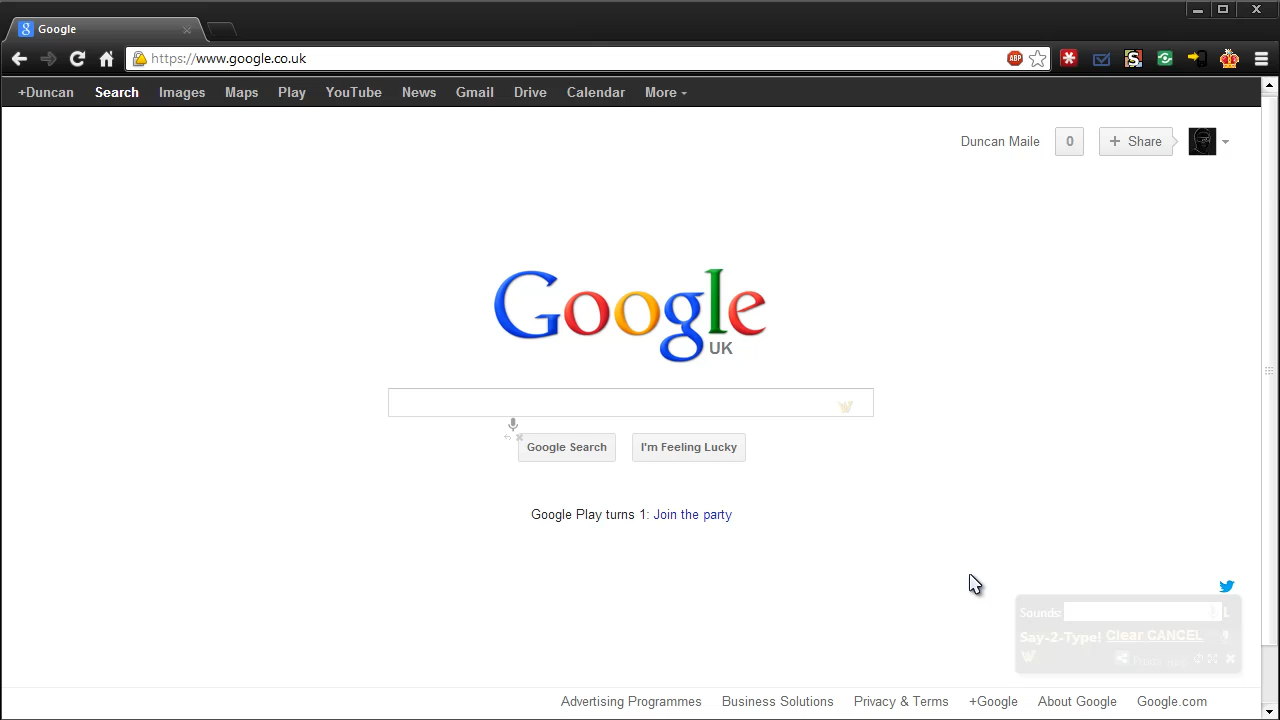 Google
https://www.google.co.uk
ABP
+Duncan Search Images Maps Play YouTube News Gmail Drive Calendar More
Duncan Maile 0 + Share
Google
UK
Google Search I'm Feeling Lucky
Google Play turns 1: Join the party
Sounds:
Say-2-Type! Clear CANCEL
Advertising Programmes Business Solutions Privacy & Terms +Google About Google Google.com